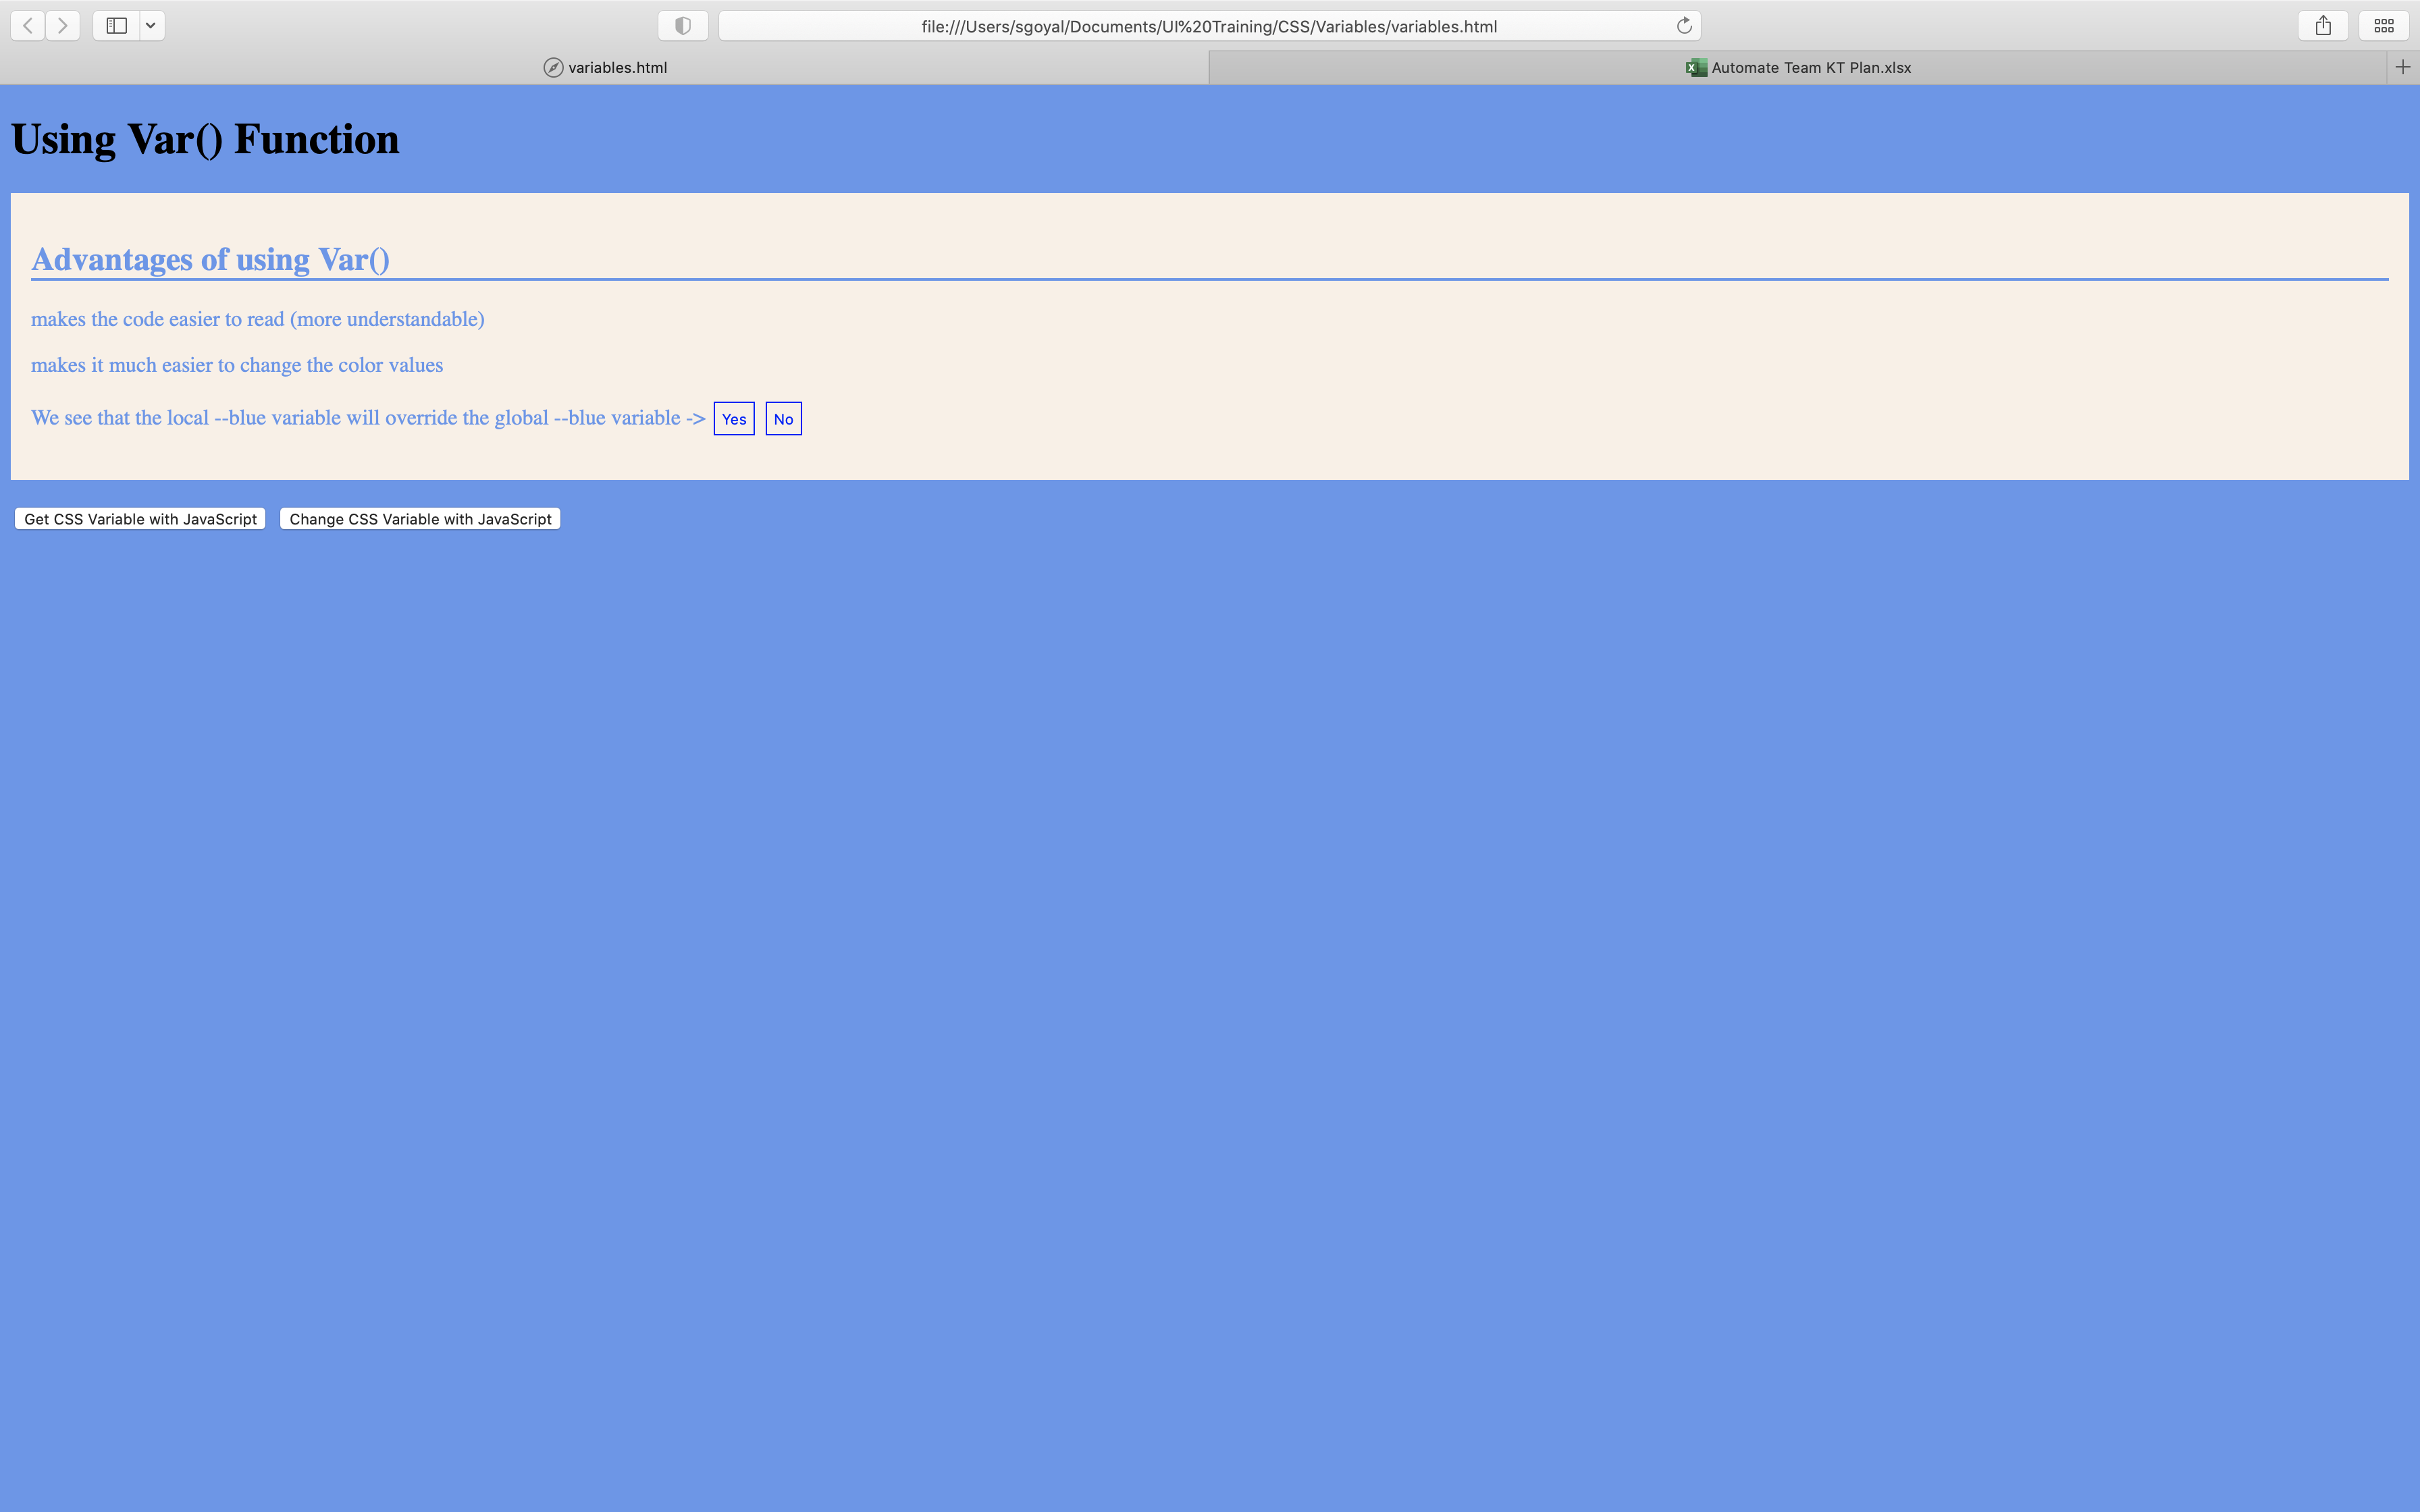 file:///Users/sgoyal/Documents/UI%20Training/CSS/Variables/variables.html
variables.html
Automate Team KT Plan.xlsx
Using Var() Function
Advantages of using Var()
makes the code easier to read (more understandable)
makes it much easier to change the color values
We see that the local --blue variable will override the global --blue variable -> Yes No
Get CSS Variable with JavaScript Change CSS Variable with JavaScript